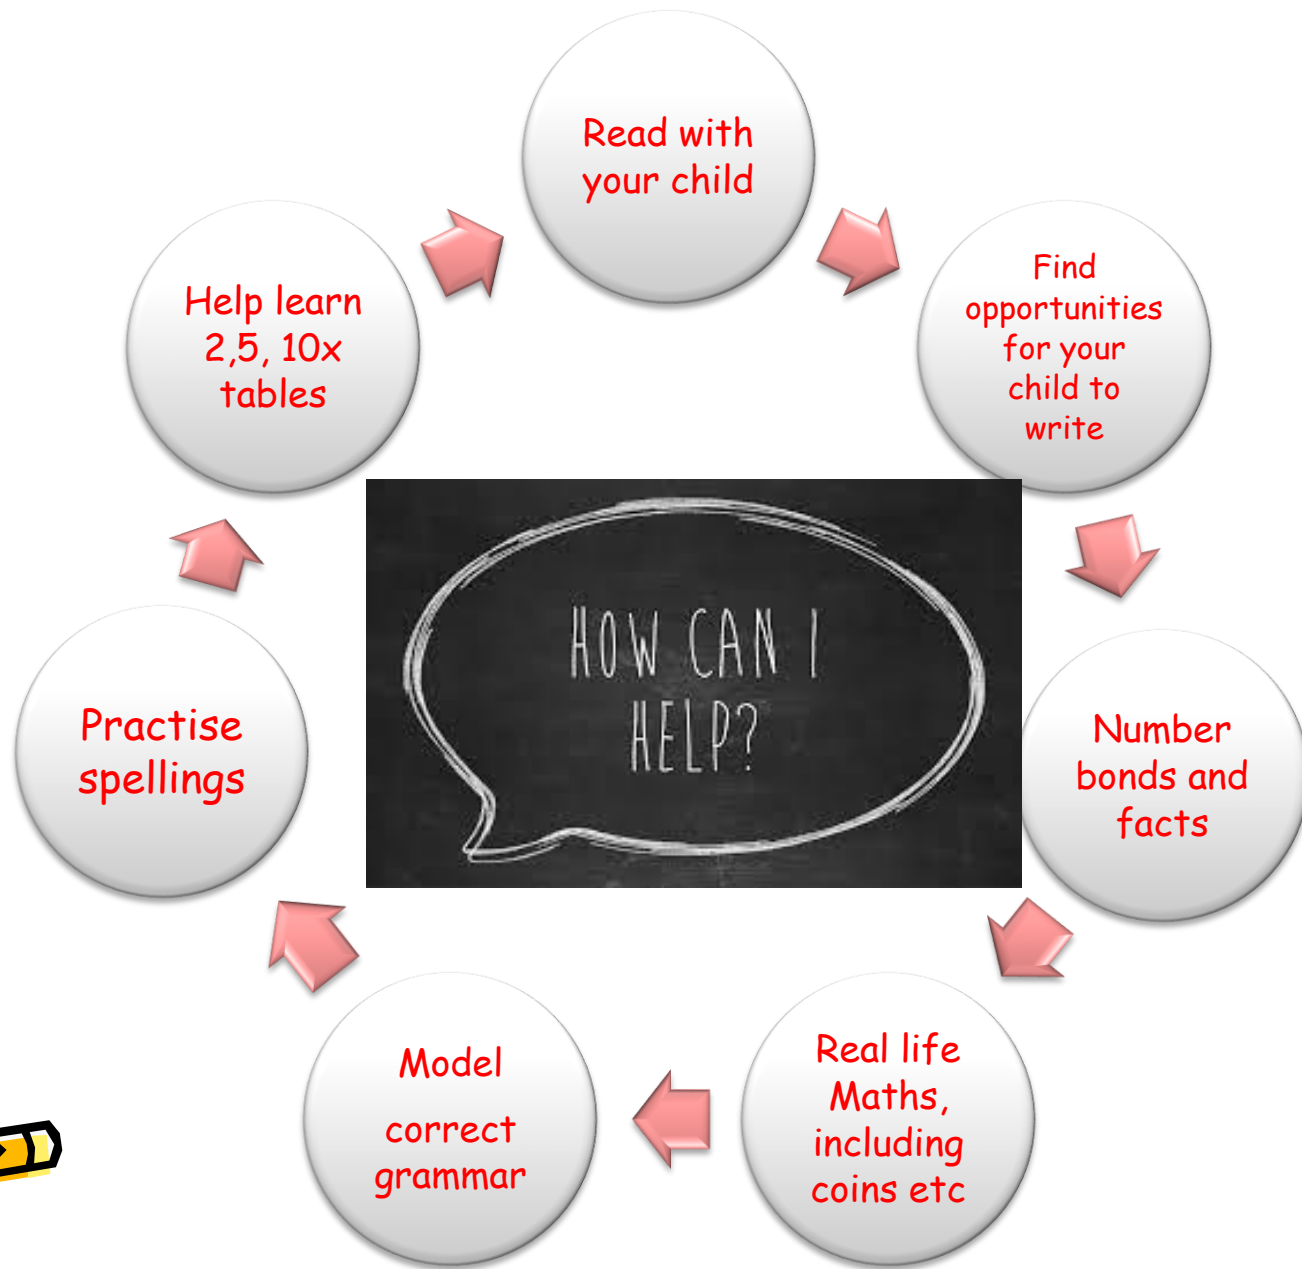 Read with
your child
Find
opportunities
for your
child to
write
Number
bonds and
facts
Real life
Maths,
including
coins etc
Model
correct
grammar
Practise
spellings
Help learn
2,5, 10x
tables
HOW CAN I
HELP?